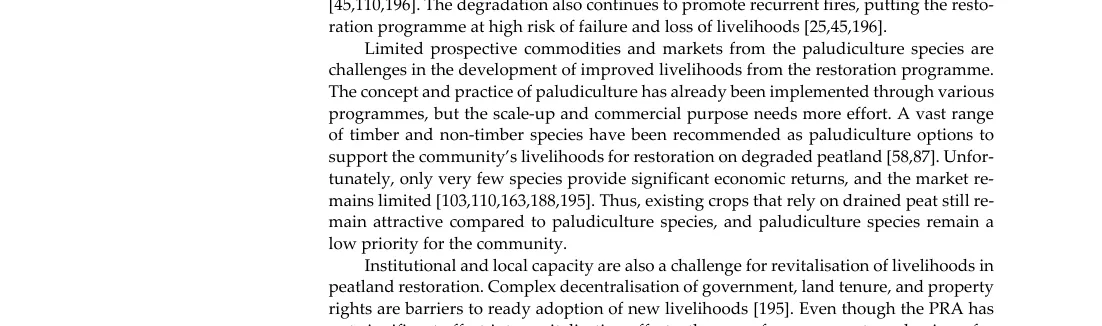 [45,110,196]. The degradation also continues to promote recurrent fires, putting the resto-
ration programme at high risk of failure and loss of livelihoods [25,45,196].
Limited prospective commodities and markets from the paludiculture species are
challenges in the development of improved livelihoods from the restoration programme.
The concept and practice of paludiculture has already been implemented through various
programmes, but the scale-up and commercial purpose needs more effort. A vast range
of timber and non-timber species have been recommended as paludiculture options to
support the community's livelihoods for restoration on degraded peatland [58,87]. Unfor-
tunately, only very few species provide significant economic returns, and the market re-
mains limited [103,110,163,188,195]. Thus, existing crops that rely on drained peat still re-
main attractive compared to paludiculture species, and paludiculture species remain a
low priority for the community.
Institutional and local capacity are also a challenge for revitalisation of livelihoods in
peatland restoration. Complex decentralisation of government, land tenure, and property
rights are barriers to ready adoption of new livelihoods [195]. Even though the PRA has